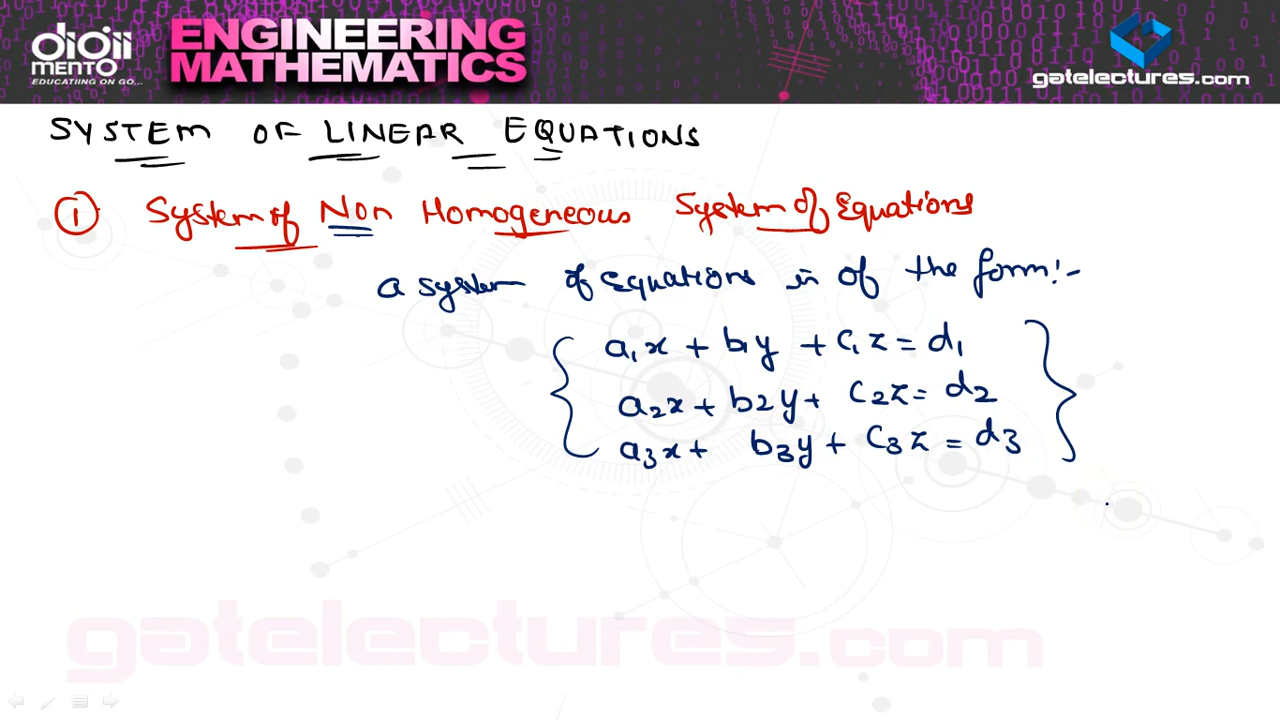 digii
MENTO
EDUCATIING ON GO...
ENGINEERING
MATHEMATICS
gatelectures.com
SYSTEM OF LINEAR EQUATIONS
① System of Non Homogeneous System of Equations
a system of equations is of the form:-
a₁x + b₁y + c₁z = d₁
a₂x + b₂y + c₂z = d₂
a₃x + b₃y + c₃z = d₃
gatelectures.com